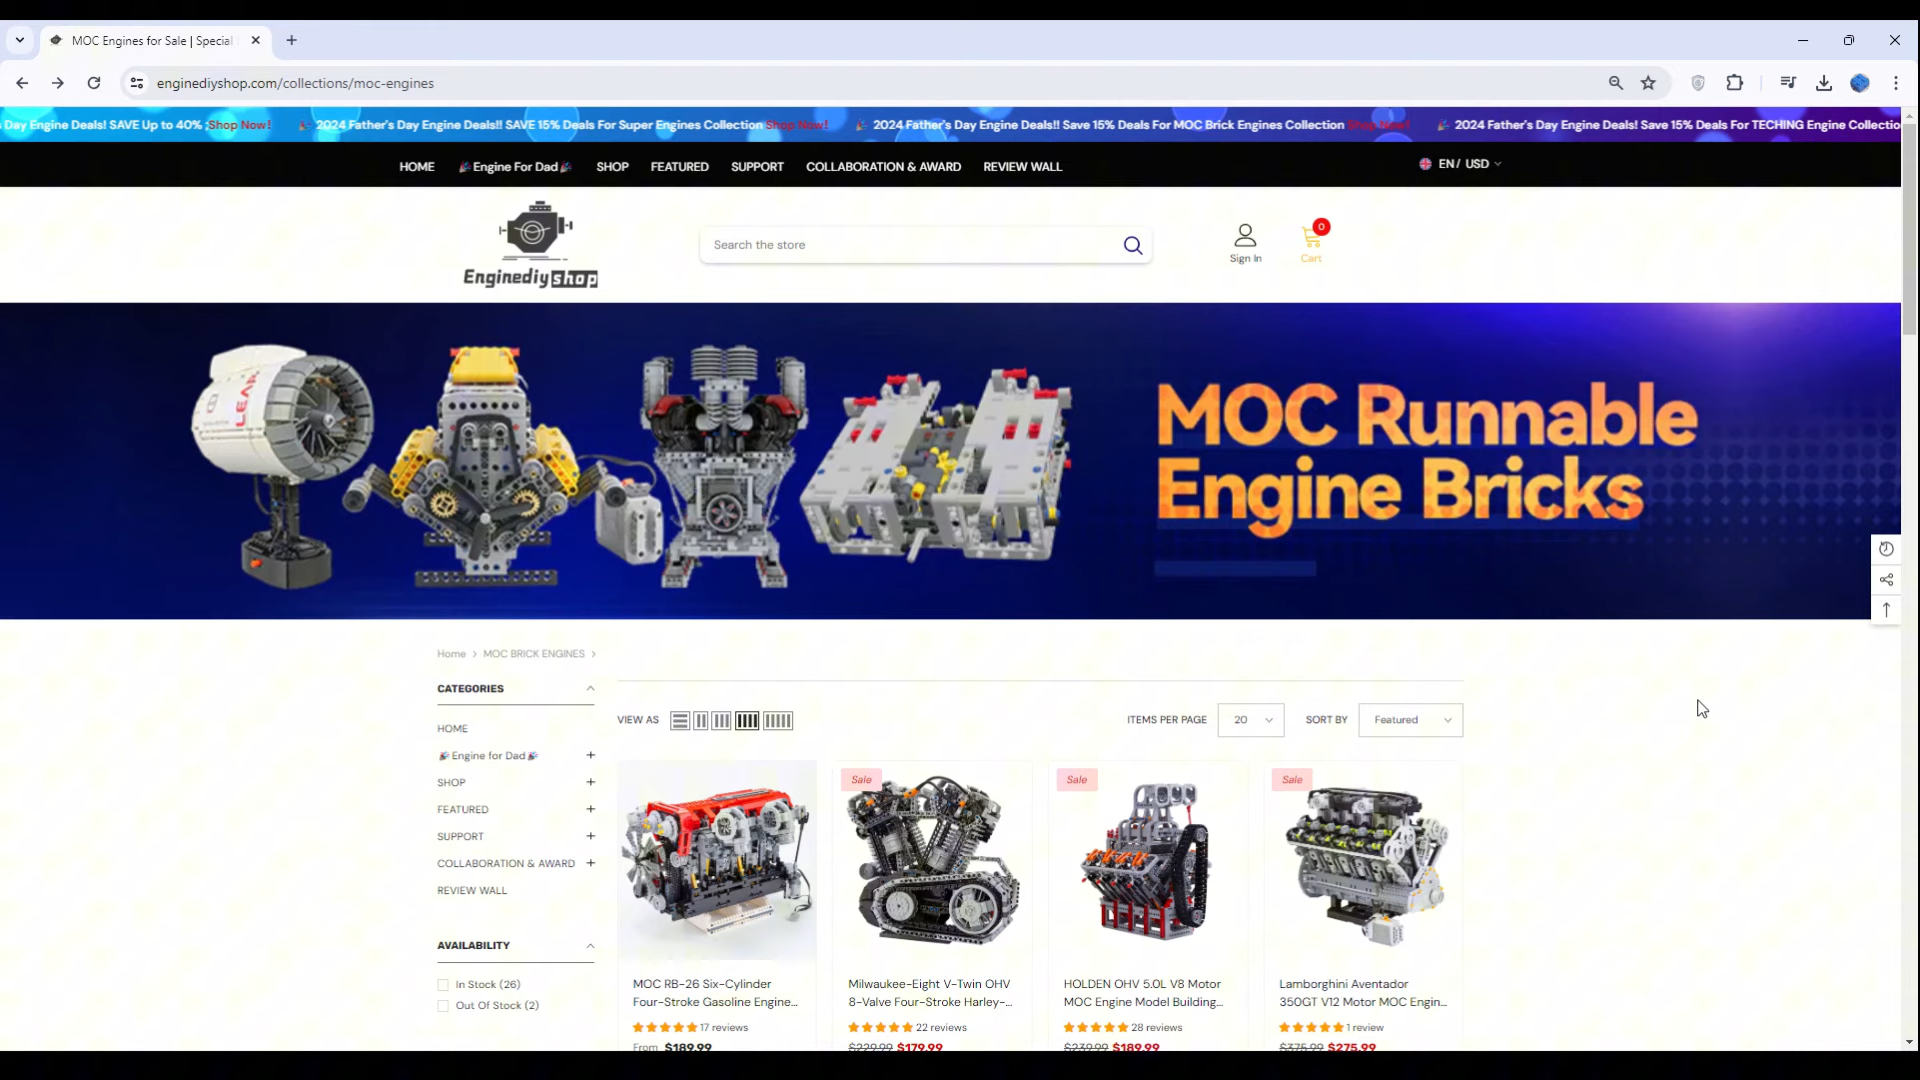 MOC Engines for Sale | Special
enginediyshop.com/collections/moc-engines
Day Engine Deals! SAVE Up to 40% ;Shop Now!
2024 Father's Day Engine Deals!! SAVE 15% Deals For Super Engines Collection Shop Now!
2024 Father's Day Engine Deals!! Save 15% Deals For MOC Brick Engines Collection Shop Now!
2024 Father's Day Engine Deals! Save 15% Deals For TECHING Engine Collectio
HOME
Engine For Dad
SHOP
FEATURED
SUPPORT
COLLABORATION & AWARD
REVIEW WALL
EN / USD
Enginediyshop
Search the store
Sign In
0
Cart
LEAP
MOC Runnable
Engine Bricks
Home > MOC BRICK ENGINES >
CATEGORIES
HOME
Engine for Dad +
SHOP +
FEATURED +
SUPPORT +
COLLABORATION & AWARD +
REVIEW WALL
AVAILABILITY
In Stock (26)
Out Of Stock (2)
VIEW AS
ITEMS PER PAGE
20
SORT BY
Featured
MOC RB-26 Six-Cylinder
Four-Stroke Gasoline Engine...
17 reviews
From $189.99
Sale
Milwaukee-Eight V-Twin OHV
8-Valve Four-Stroke Harley-...
22 reviews
$229.99 $179.99
Sale
HOLDEN OHV 5.0L V8 Motor
MOC Engine Model Building...
28 reviews
$239.99 $189.99
Sale
Lamborghini Aventador
350GT V12 Motor MOC Engin...
1 review
$375.99 $275.99